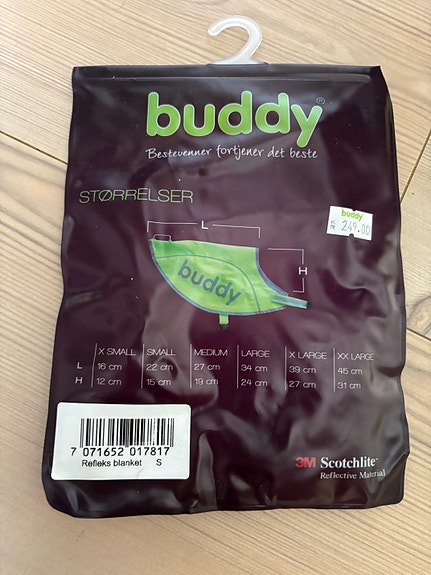 buddy®
Bestevenner fortjener det beste
STØRRELSER
buddy
249.00
L
H
buddy
X SMALL SMALL MEDIUM LARGE X LARGE XX LARGE
L 16 cm 22 cm 27 cm 34 cm 39 cm 45 cm
H 12 cm 15 cm 19 cm 24 cm 27 cm 31 cm
7 071652 017817
Refleks blanket S
3M Scotchlite™
Reflective Material